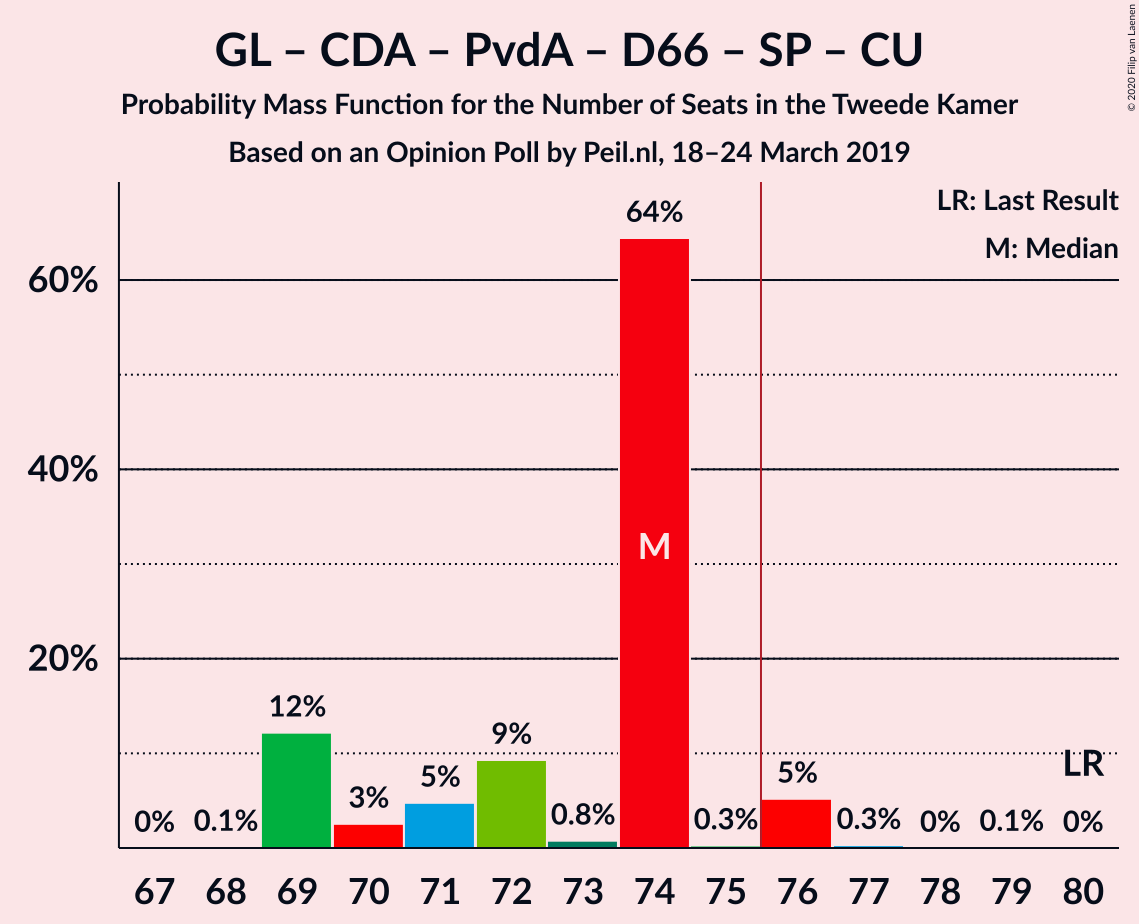 GL – CDA – PvdA – D66 – SP – CU
Probability Mass Function for the Number of Seats in the Tweede Kamer
Based on an Opinion Poll by Peil.nl, 18–24 March 2019
© 2020 Filip van Laenen
LR: Last Result
M: Median
60%
40%
20%
0% 0.1% 12% 3% 5% 9% 0.8% 64% 0.3% 5% 0.3% 0% 0.1% 0%
M
LR
67 68 69 70 71 72 73 74 75 76 77 78 79 80